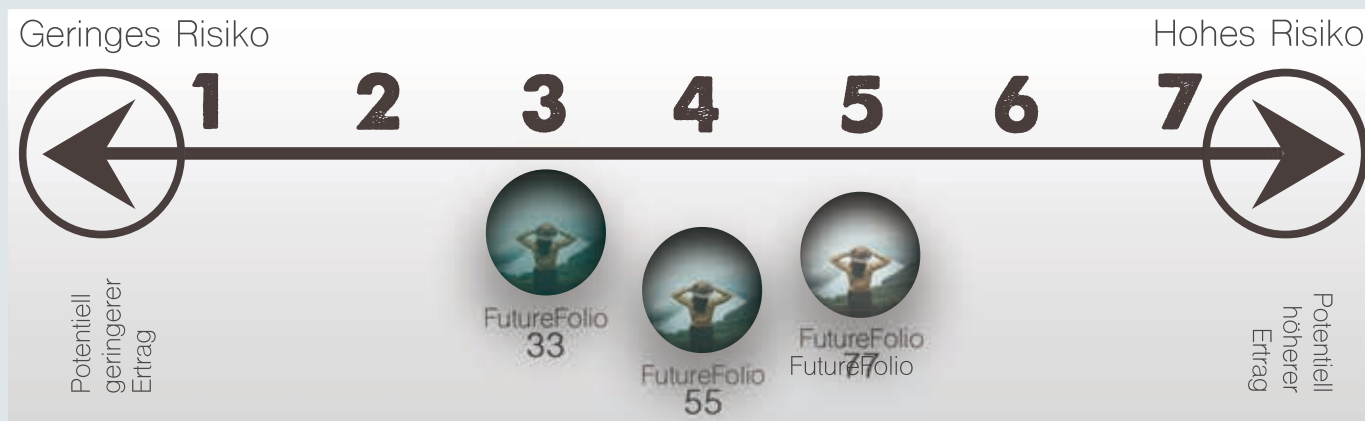 Geringes Risiko
Hohes Risiko
1 2 3 4 5 6 7
FutureFolio
33
FutureFolio
55
FutureFolio
77
FutureFolio
Potentiell
geringerer
Ertrag
Potentiell
höherer
Ertrag